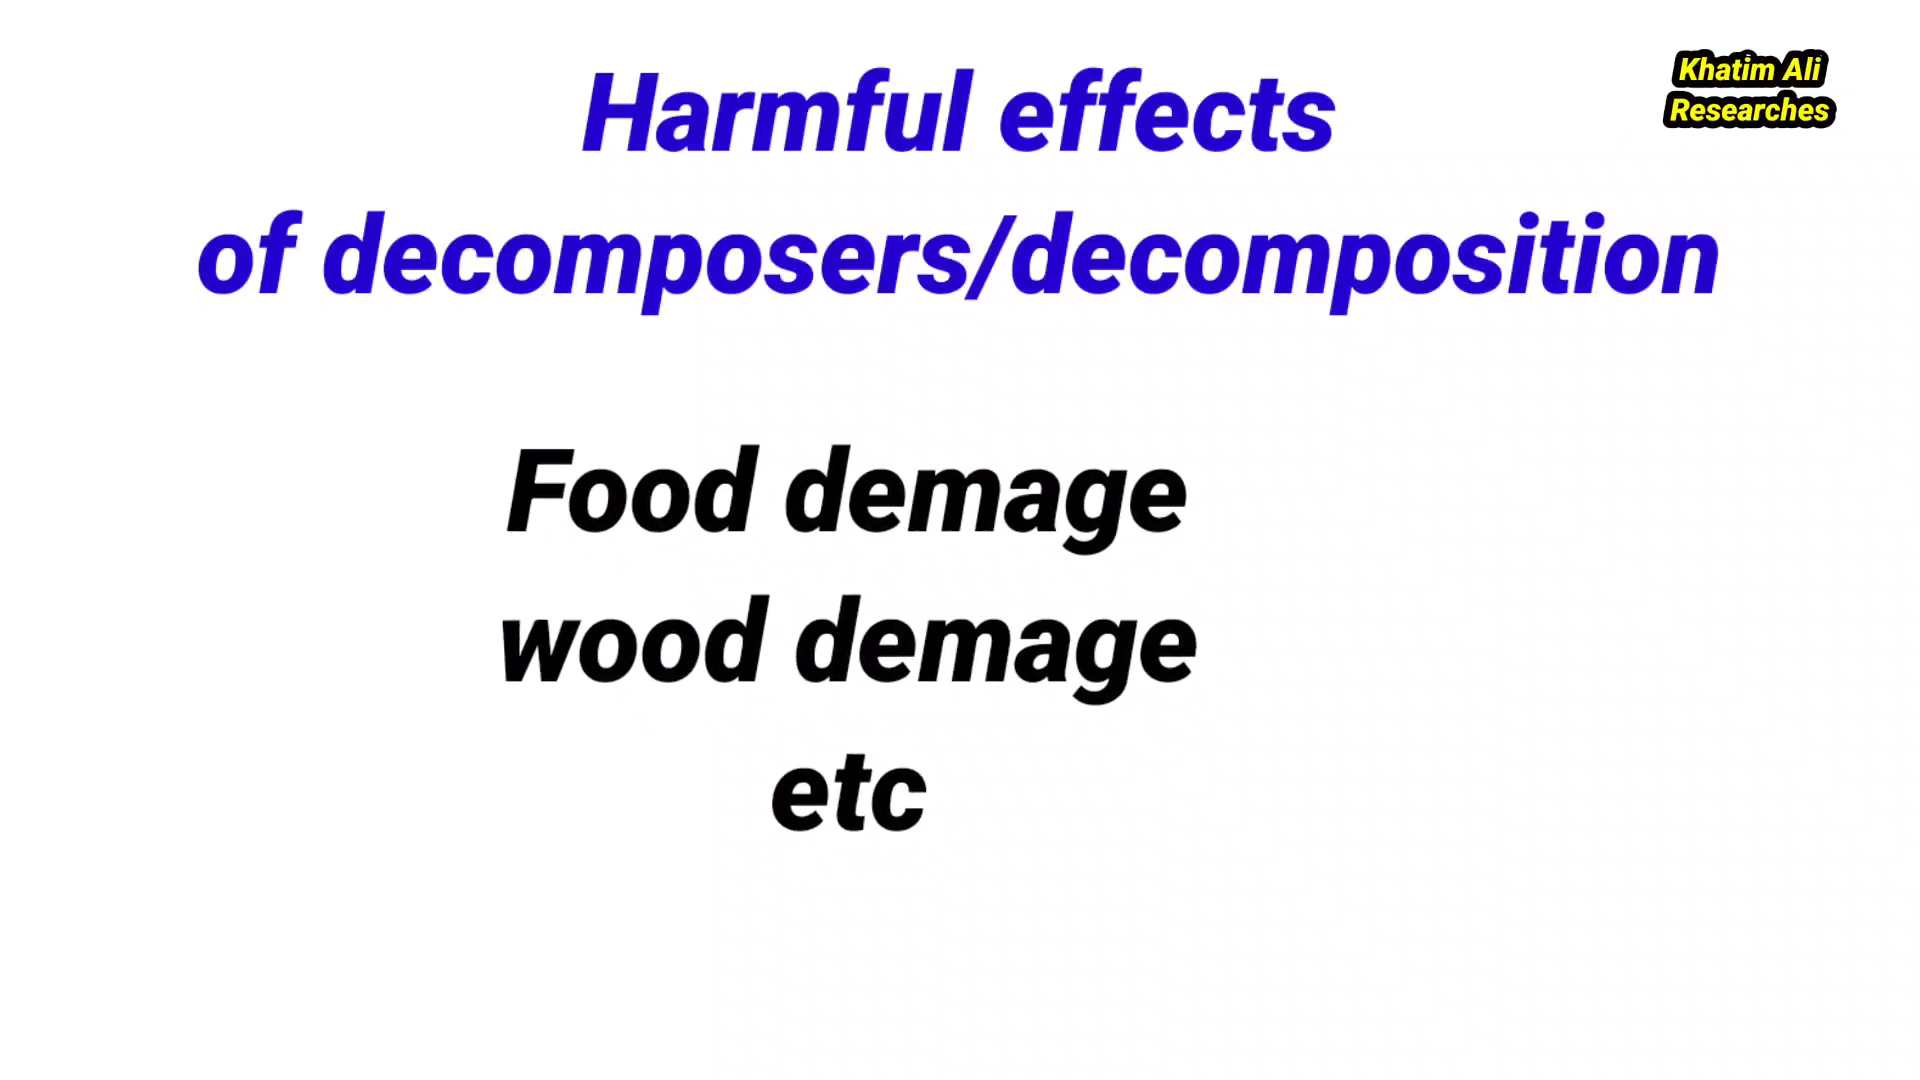 Harmful effects
of decomposers/decomposition
Khatim Ali
Researches
Food demage
wood demage
etc